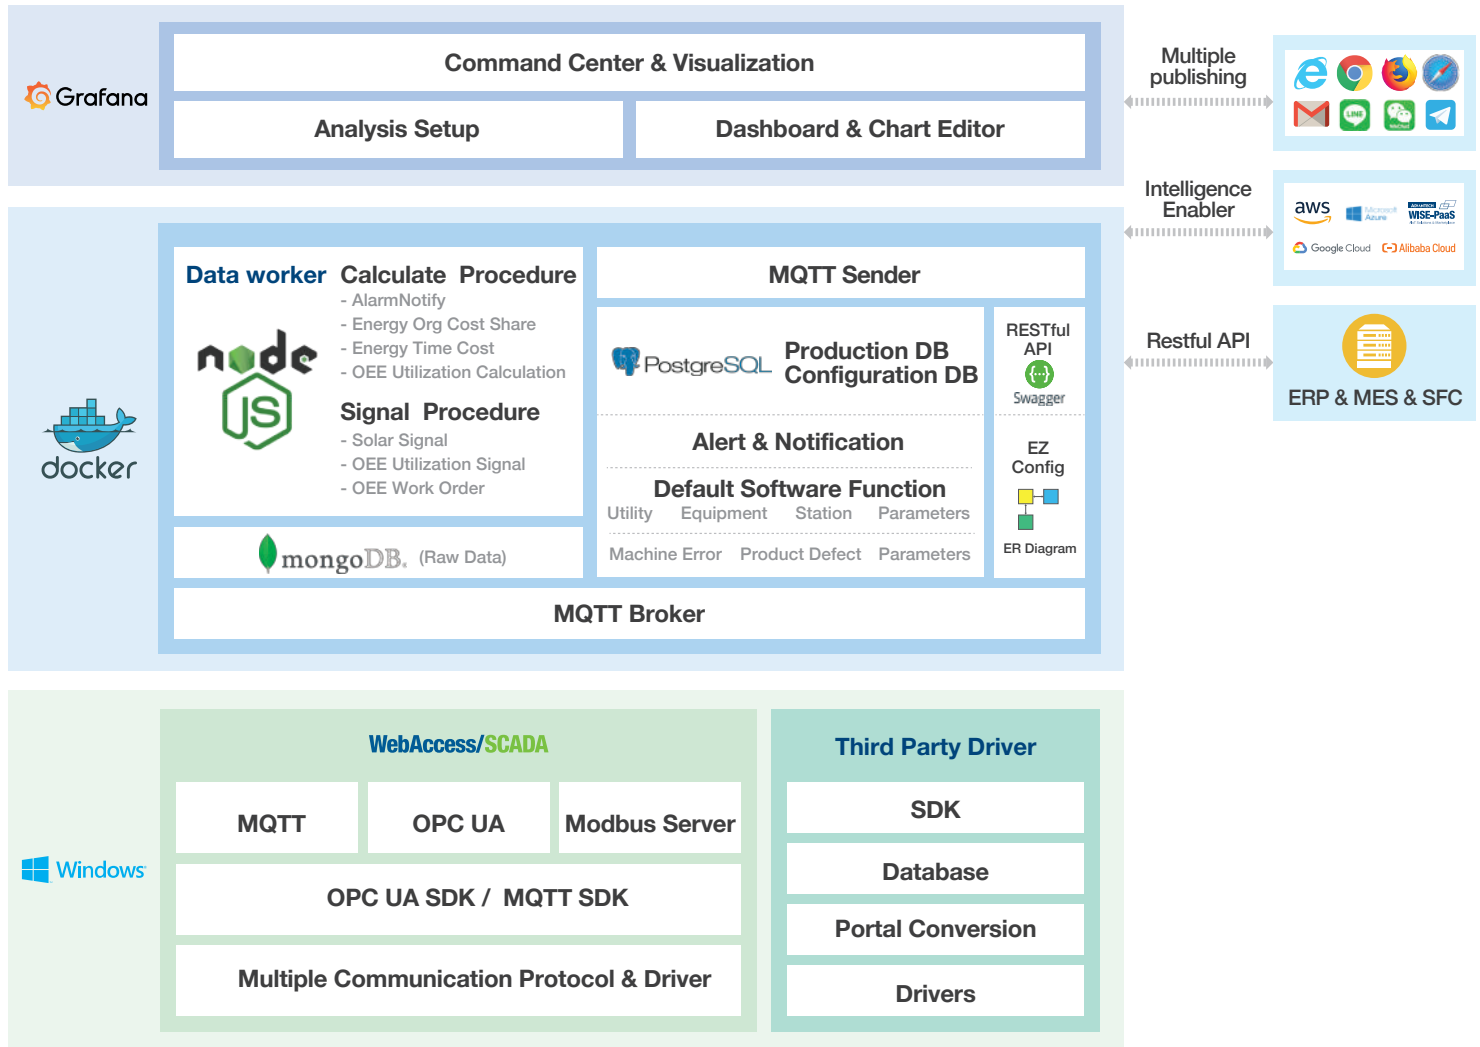 Grafana
Command Center & Visualization
Analysis Setup
Dashboard & Chart Editor
Multiple
publishing
LINE
WeChat
Intelligence
Enabler
aws
Microsoft
Azure
ADVANTECH
WISE-PaaS
Google Cloud
Alibaba Cloud
Restful API
ERP & MES & SFC
docker
Data worker
node
JS
Calculate Procedure
- AlarmNotify
- Energy Org Cost Share
- Energy Time Cost
- OEE Utilization Calculation
Signal Procedure
- Solar Signal
- OEE Utilization Signal
- OEE Work Order
mongoDB. (Raw Data)
MQTT Sender
PostgreSQL
Production DB
Configuration DB
Alert & Notification
Default Software Function
Utility Equipment Station Parameters
Machine Error Product Defect Parameters
RESTful
API
{···}
Swagger
EZ
Config
ER Diagram
MQTT Broker
Windows
WebAccess/SCADA
MQTT
OPC UA
Modbus Server
OPC UA SDK / MQTT SDK
Multiple Communication Protocol & Driver
Third Party Driver
SDK
Database
Portal Conversion
Drivers